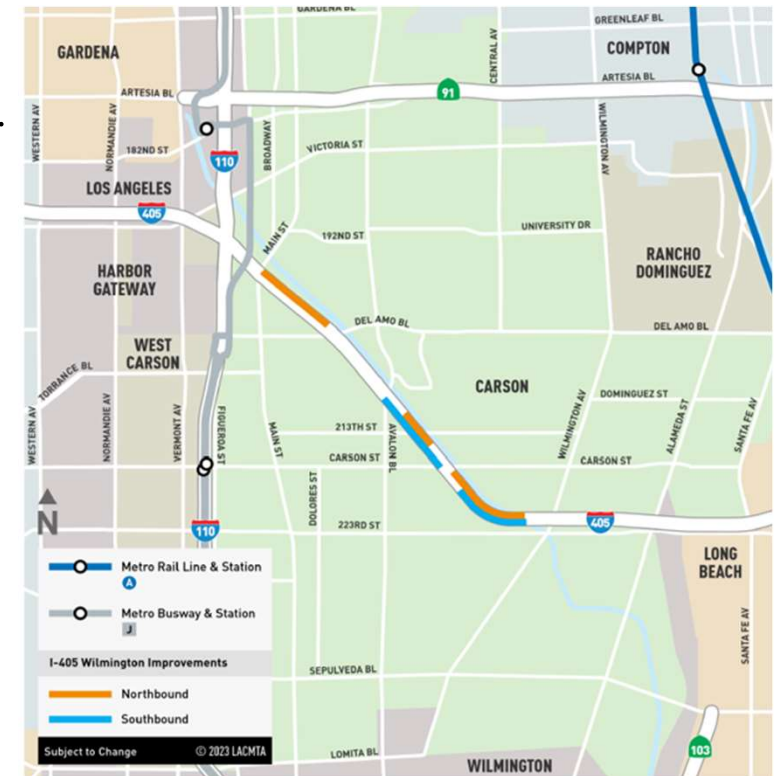 GARDENA BL
GREENLEAF BL
GARDENA
CENTRAL AV
COMPTON
ARTESIA BL
ARTESIA BL
91
WESTERN AV
NORMANDIE AV
BROADWAY
WILMINGTON AV
182ND ST
VICTORIA ST
110
LOS ANGELES
405
MAIN ST
192ND ST
UNIVERSITY DR
RANCHO
DOMINGUEZ
HARBOR
GATEWAY
DEL AMO BL
DEL AMO BL
WEST
CARSON
TORRANCE BL
CARSON
DOMINGUEZ ST
WESTERN AV
NORMANDIE AV
VERMONT AV
FIGUEROA ST
MAIN ST
213TH ST
AVALON BL
WILMINGTON AV
ALAMEDA ST
SANTA FE AV
CARSON ST
CARSON ST
DOLORES ST
N
110
223RD ST
405
LONG
BEACH
Metro Rail Line & Station
A
Metro Busway & Station
J
SANTA FE AV
I-405 Wilmington Improvements
SEPULVEDA BL
Northbound
Southbound
Subject to Change © 2023 LACMTA
LOMITA BL
WILMINGTON
103